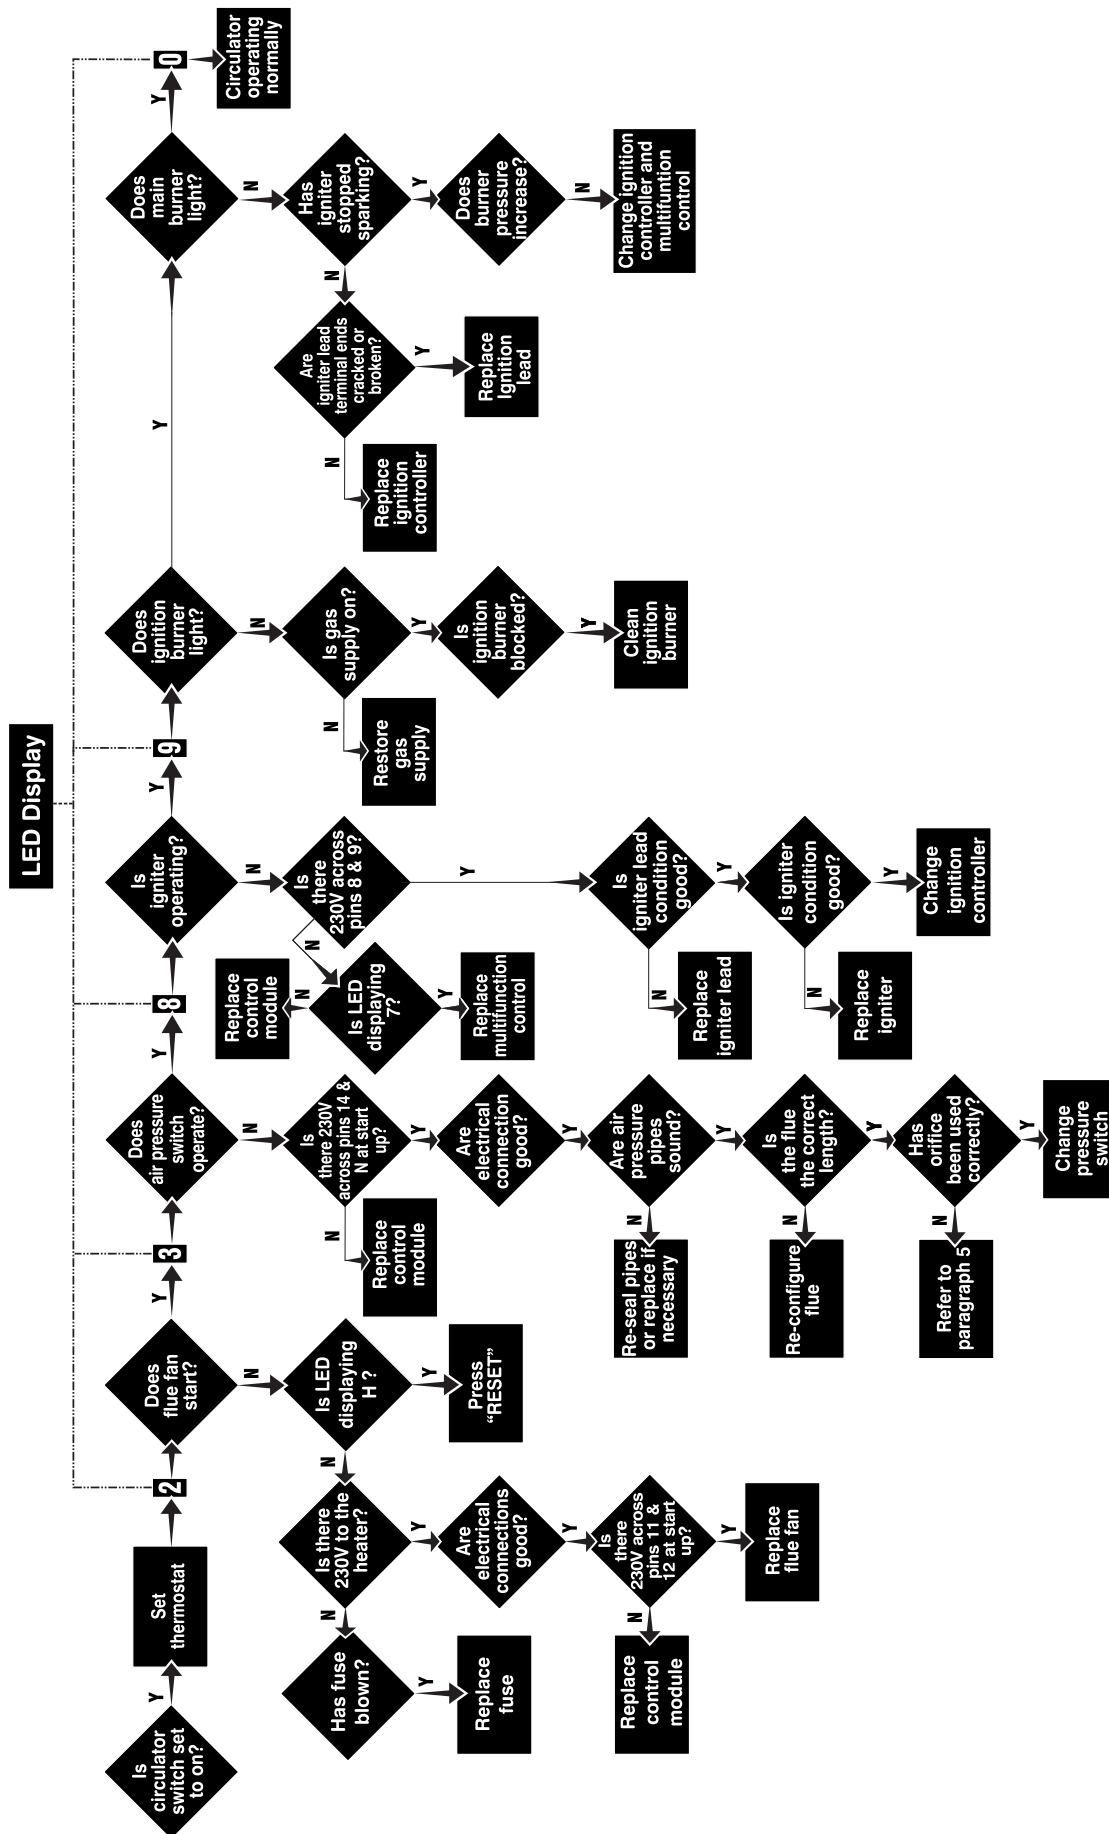 LED Display
Is
circulator
switch set
to on?
Y
Set
thermostat
2
Does
flue fan
start?
Y
3
Does
air pressure
switch
operate?
Y
8
Is
igniter
operating?
Y
9
Does
ignition
burner
light?
Y
Does
main
burner
light?
Y
0
Circulator
operating
normally
N
Is LED
displaying
H ?
Y
Press
“RESET”
N
Is there
230V to the
heater?
N
Has fuse
blown?
Y
Replace
fuse
Y
Are
electrical
connections
good?
Y
Is
there
230V across
pins 11 &
12 at start
up?
N
Replace
control
module
Y
Replace
flue fan
N
Is
there 230V
across pins 14 &
N at start
up?
N
Replace
control
module
Y
Are
electrical
connection
good?
Y
Are air
pressure
pipes
sound?
N
Re-seal pipes
or replace if
necessary
Y
Is
the flue
the correct
length?
N
Re-configure
flue
Y
Has
orifice
been used
correctly?
N
Refer to
paragraph 5
Y
Change
pressure
switch
N
Is
there
230V across
pins 8 & 9?
N
Is LED
displaying
7?
N
Replace
control
module
Y
Replace
multifunction
control
Y
Is
igniter lead
condition
good?
N
Replace
igniter lead
Y
Is igniter
condition
good?
N
Replace
igniter
Y
Change
ignition
controller
N
Is gas
supply on?
N
Restore
gas
supply
Y
Is
ignition
burner
blocked?
Y
Clean
ignition
burner
N
Has
igniter
stopped
sparking?
N
Are
igniter lead
terminal ends
cracked or
broken?
N
Replace
ignition
controller
Y
Replace
Ignition
lead
Y
Does
burner
pressure
increase?
N
Change ignition
controller and
multifuntion
control